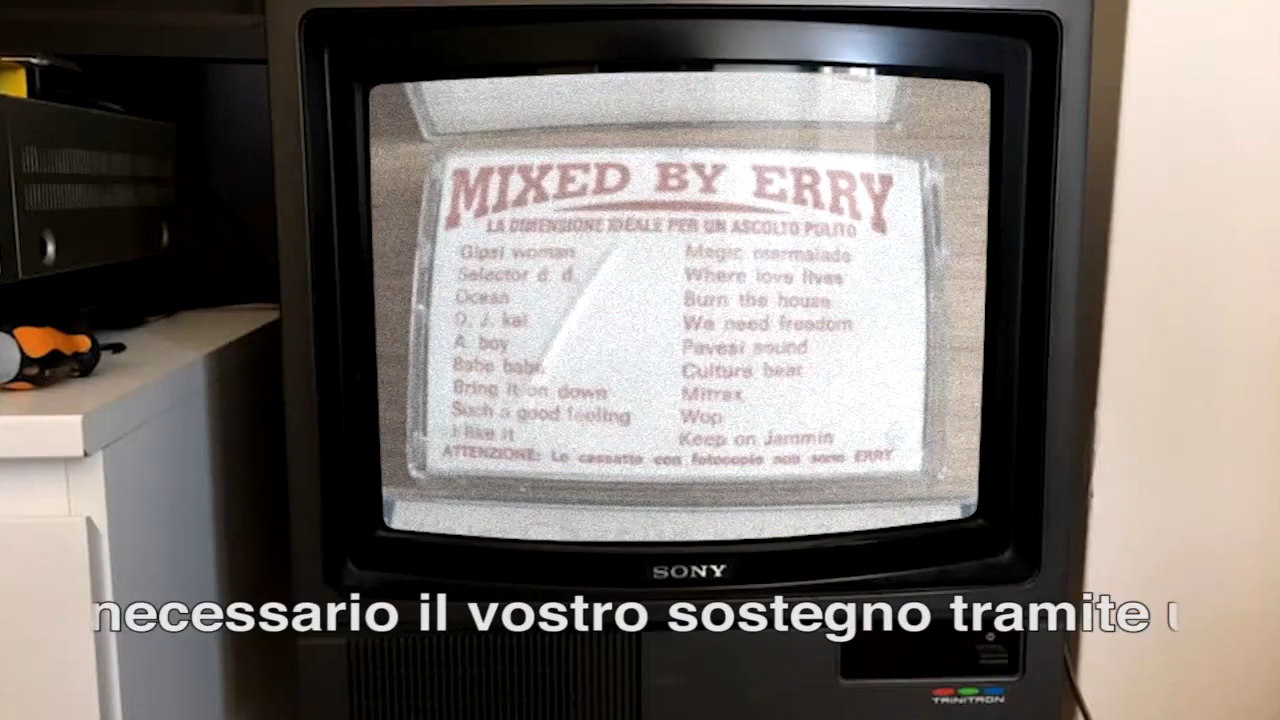 MIXED BY ERRY
LA DIMENSIONE IDEALE PER UN ASCOLTO PULITO
Gipsi woman
Selector d. d.
Ocean
D. J. kei
A. boy
Babe babe
Bring it on down
Such a good feeling
I like it
Magic marmalade
Where love lives
Burn the house
We need freedom
Pavesi sound
Culture beat
Mitrax
Wop
Keep on Jammin
ATTENZIONE: Le cassette con fotocopie non sono ERRY
SONY
necessario il vostro sostegno tramite u
TRINITRON